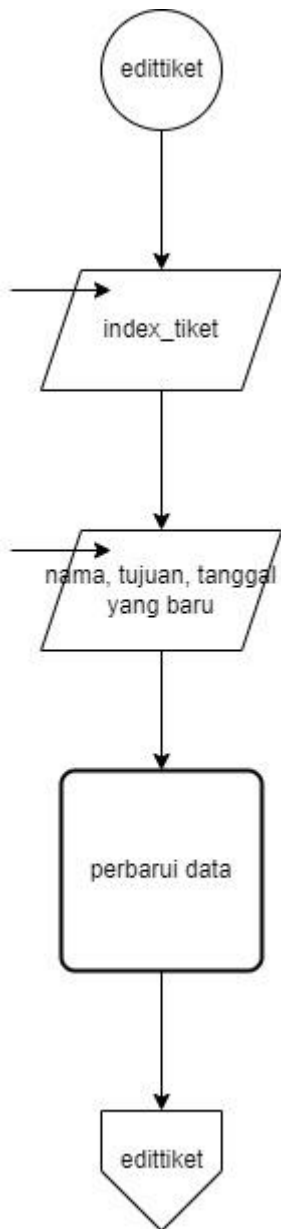 edittiket
index_tiket
nama, tujuan, tanggal
yang baru
perbarui data
edittiket